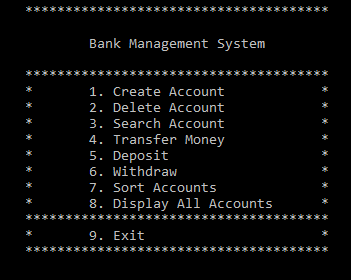 **************************************
Bank Management System
**************************************
* 1. Create Account *
* 2. Delete Account *
* 3. Search Account *
* 4. Transfer Money *
* 5. Deposit *
* 6. Withdraw *
* 7. Sort Accounts *
* 8. Display All Accounts *
**************************************
* 9. Exit *
**************************************